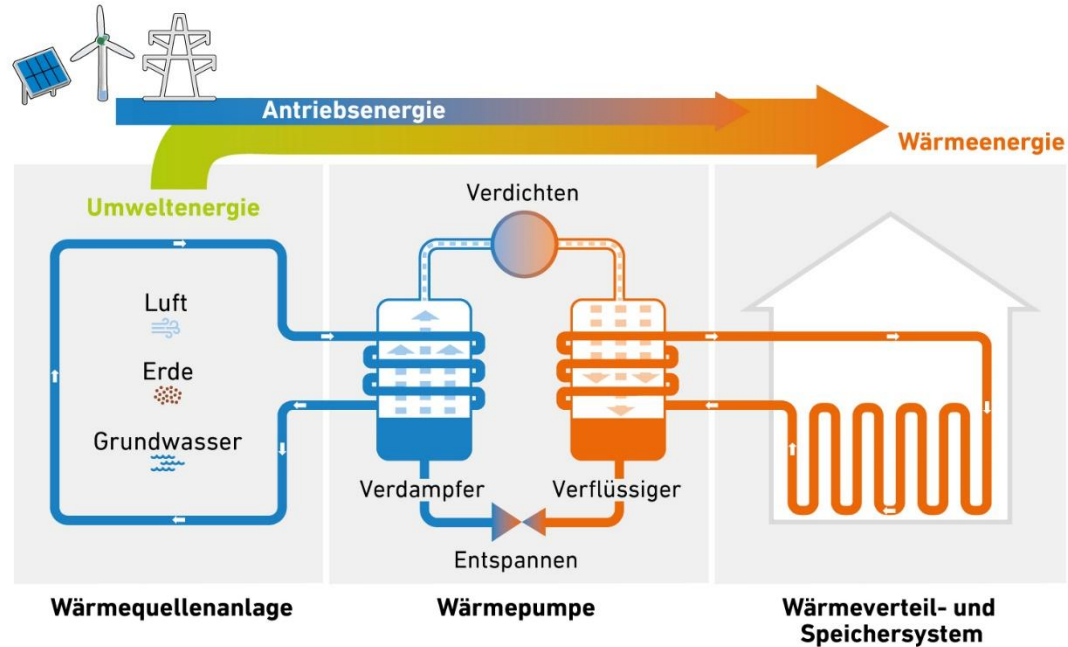 Antriebsenergie
Wärmeenergie
Umweltenergie
Verdichten
Luft
Erde
Grundwasser
Verdampfer
Verflüssiger
Entspannen
Wärmequellenanlage
Wärmepumpe
Wärmeverteil- und
Speichersystem